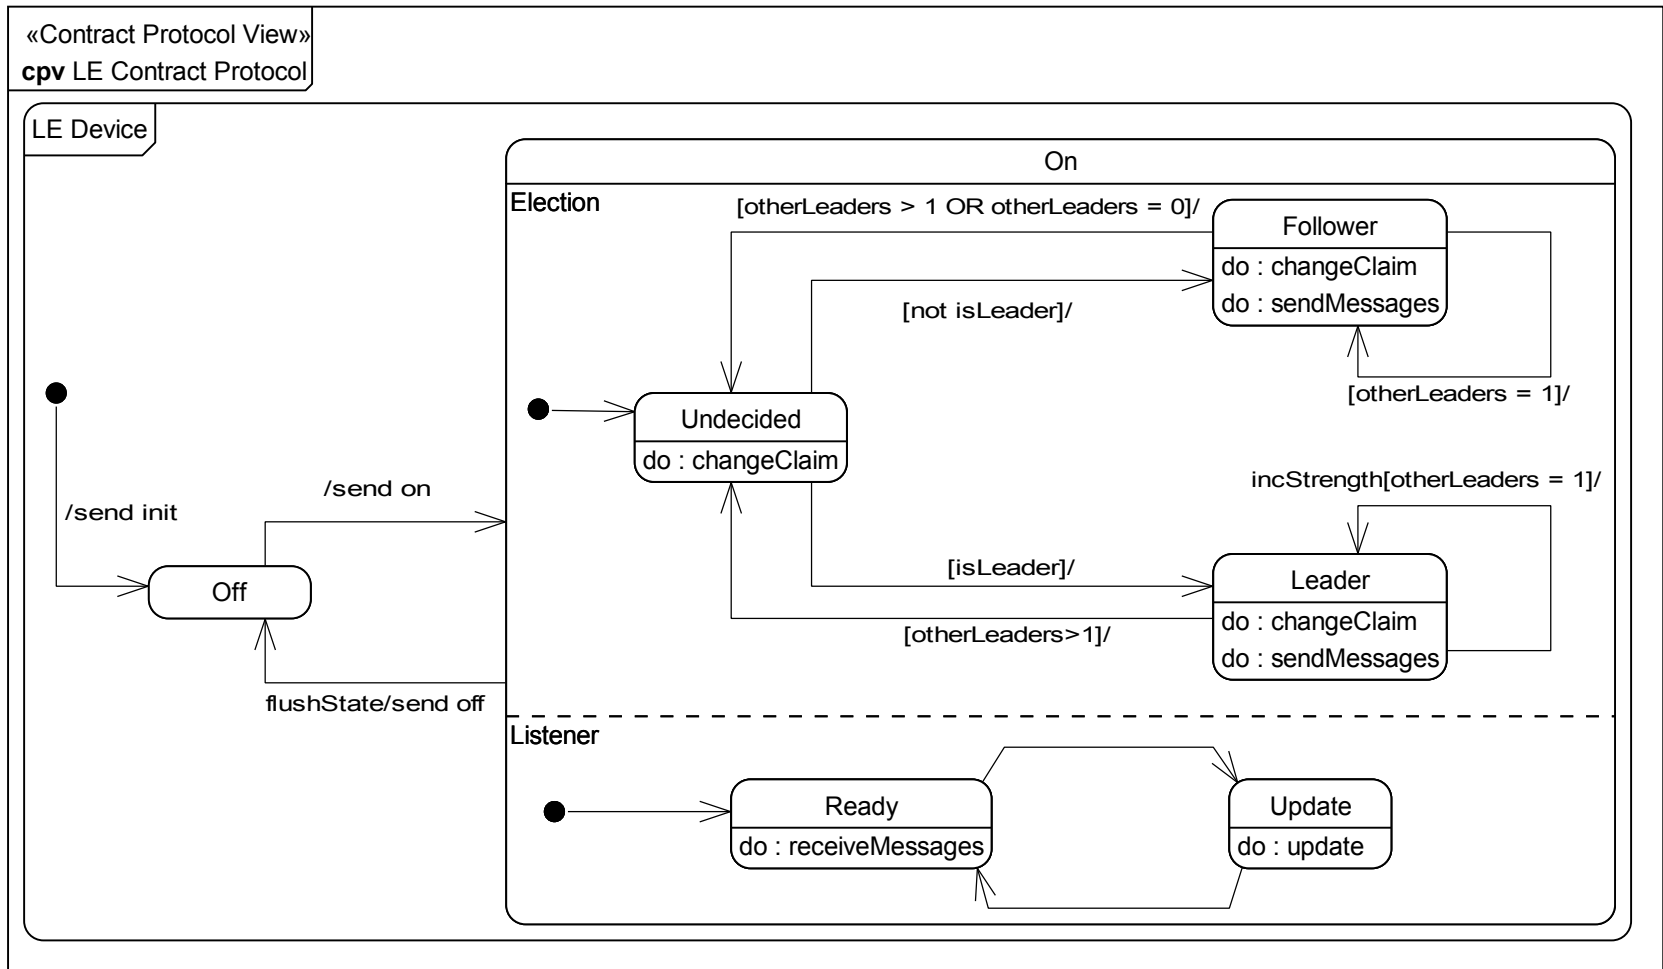 «Contract Protocol View»
cpv LE Contract Protocol
LE Device
On
Election
[otherLeaders > 1 OR otherLeaders = 0]/
Follower
do : changeClaim
do : sendMessages
[not isLeader]/
[otherLeaders = 1]/
Undecided
do : changeClaim
incStrength[otherLeaders = 1]/
/send on
/send init
[isLeader]/
Leader
do : changeClaim
do : sendMessages
Off
[otherLeaders>1]/
flushState/send off
Listener
Ready
do : receiveMessages
Update
do : update